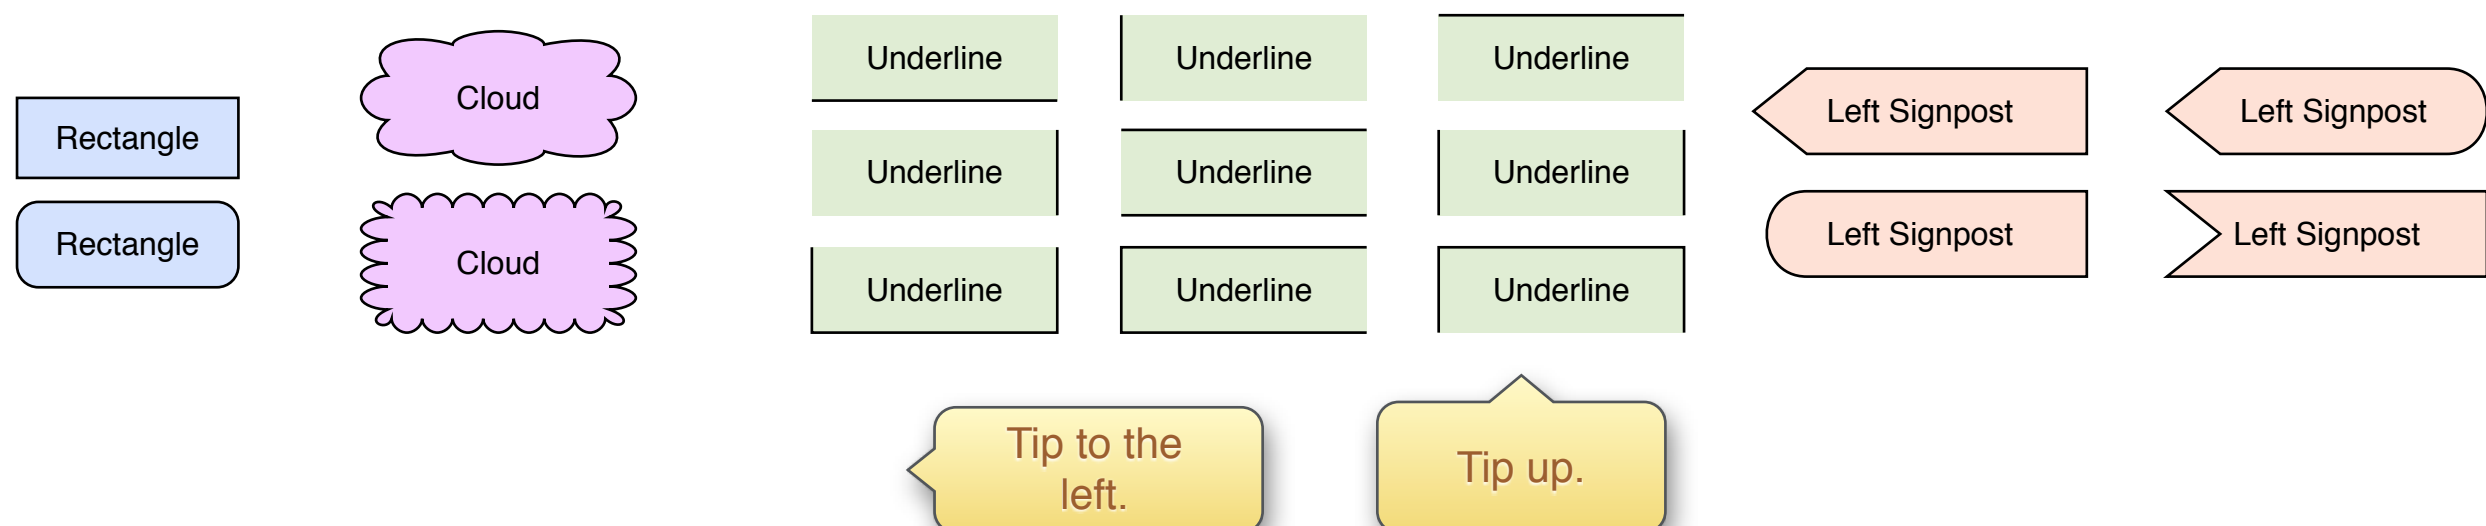 Rectangle
Rectangle
Cloud
Cloud
Underline
Underline
Underline
Underline
Underline
Underline
Underline
Underline
Underline
Left Signpost
Left Signpost
Left Signpost
Left Signpost
Tip to the
left.
Tip up.